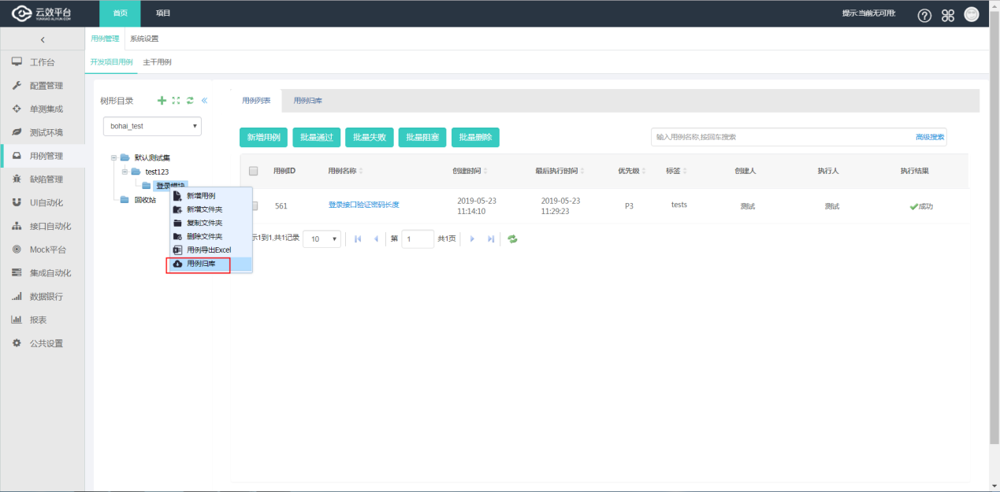 云效平台
YUNXIAO.ALIYUN.COM
首页
项目
提示:当前无可用:
用例管理
系统设置
开发项目用例
主干用例
工作台
配置管理
单测集成
测试环境
用例管理
缺陷管理
UI自动化
接口自动化
Mock平台
集成自动化
数据银行
报表
公共设置
树形目录
bohai_test
默认测试集
test123
登录模块
回收站
新增用例
新增文件夹
复制文件夹
删除文件夹
用例导出Excel
用例归库
用例列表
用例归库
新增用例
批量通过
批量失败
批量阻塞
批量删除
输入用例名称,按回车搜索
高级搜索
用例ID
用例名称
创建时间
最后执行时间
优先级
标签
创建人
执行人
执行结果
561
登录接口验证密码长度
2019-05-23
11:14:10
2019-05-23
11:29:23
P3
tests
测试
测试
成功
示1到1,共1记录
10
第
1
共1页